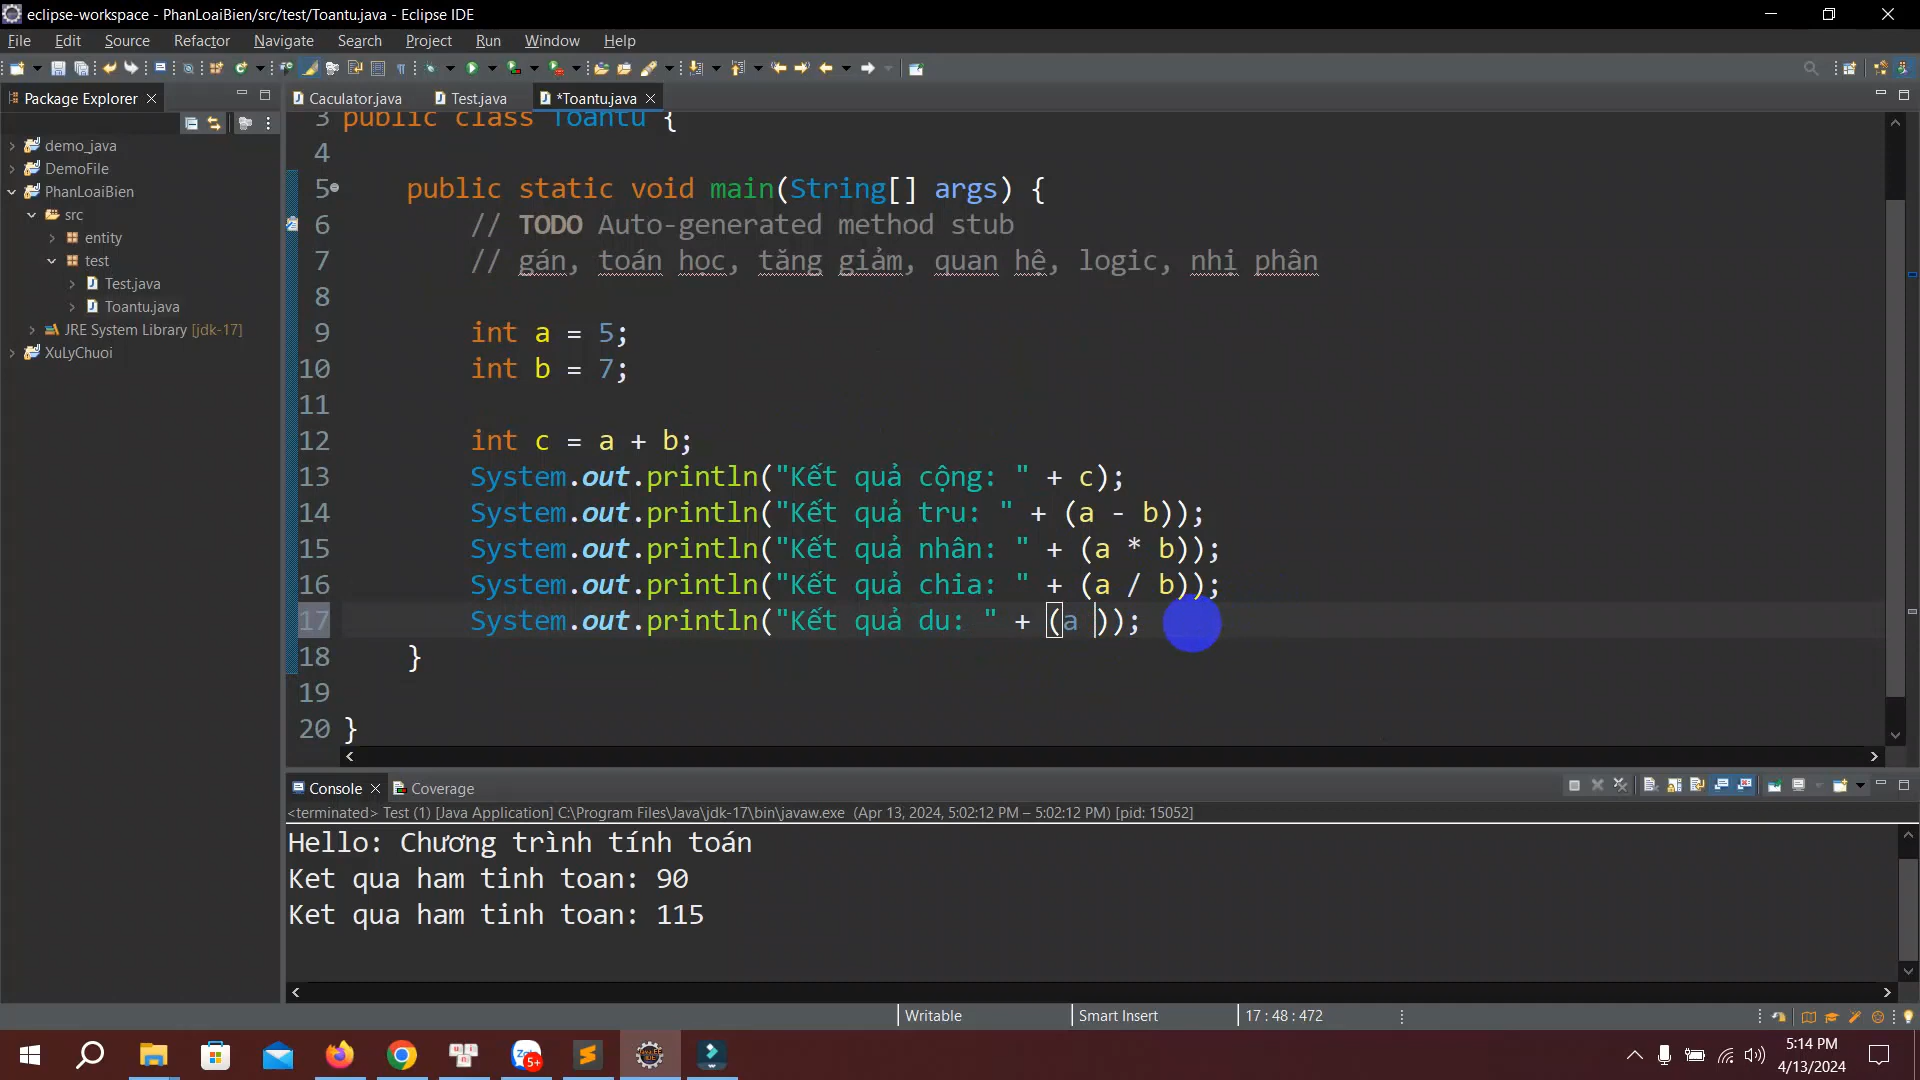 eclipse-workspace - PhanLoaiBien/src/test/Toantu.java - Eclipse IDE
File Edit Source Refactor Navigate Search Project Run Window Help
Package Explorer
Caculator.java Test.java *Toantu.java
demo_java
DemoFile
PhanLoaiBien
src
entity
test
Test.java
Toantu.java
JRE System Library [jdk-17]
XuLyChuoi
3 public class Toantu {
4
5 public static void main(String[] args) {
6 // TODO Auto-generated method stub
7 // gán, toán học, tăng giảm, quan hệ, logic, nhi phân
8
9 int a = 5;
10 int b = 7;
11
12 int c = a + b;
13 System.out.println("Kết quả cộng: " + c);
14 System.out.println("Kết quả tru: " + (a - b));
15 System.out.println("Kết quả nhân: " + (a * b));
16 System.out.println("Kết quả chia: " + (a / b));
17 System.out.println("Kết quả du: " + (a ));
18 }
19
20 }
Console Coverage
<terminated> Test (1) [Java Application] C:\Program Files\Java\jdk-17\bin\javaw.exe (Apr 13, 2024, 5:02:12 PM – 5:02:12 PM) [pid: 15052]
Hello: Chương trình tính toán
Ket qua ham tinh toan: 90
Ket qua ham tinh toan: 115
Writable Smart Insert 17 : 48 : 472
5+
5:14 PM
4/13/2024